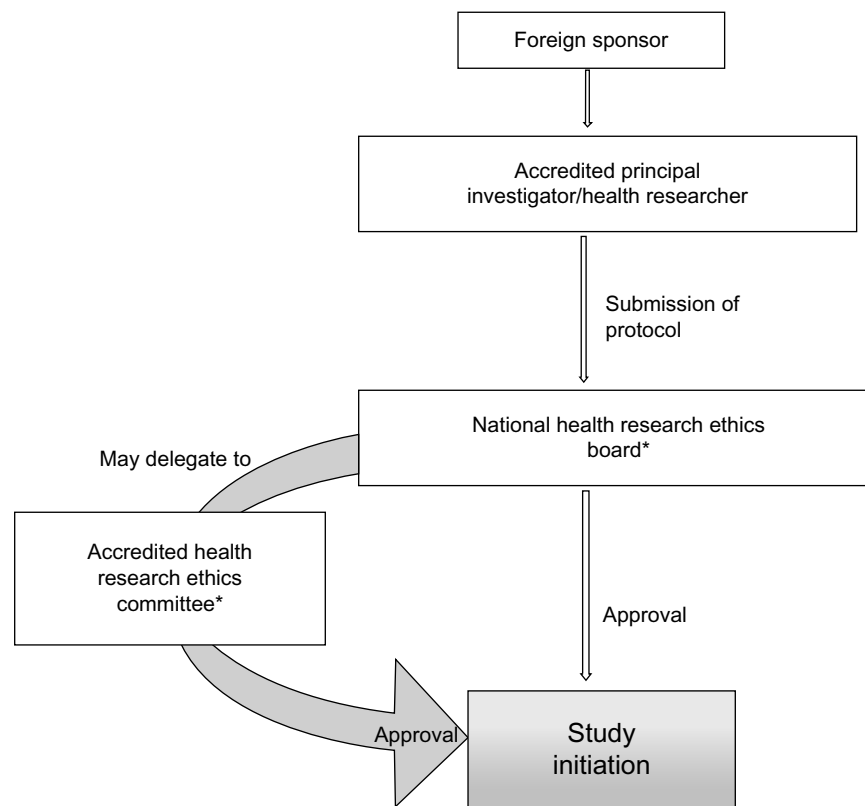 Foreign sponsor
Accredited principal
investigator/health researcher
Submission of
protocol
National health research ethics
board*
May delegate to
Accredited health
research ethics
committee*
Approval
Approval
Study
initiation